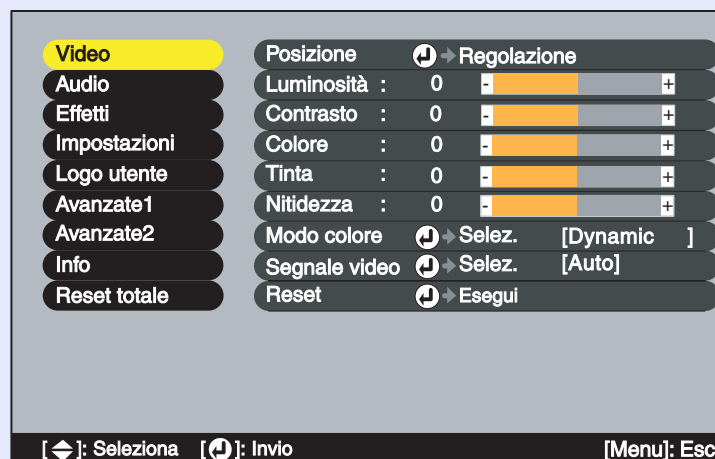 Video
Audio
Effetti
Impostazioni
Logo utente
Avanzate1
Avanzate2
Info
Reset totale
Posizione Regolazione
Luminosità : 0 - +
Contrasto : 0 - +
Colore : 0 - +
Tinta : 0 - +
Nitidezza : 0 - +
Modo colore Selez. [Dynamic ]
Segnale video Selez. [Auto]
Reset Esegui
[ ]: Seleziona [ ]: Invio [Menu]: Esc